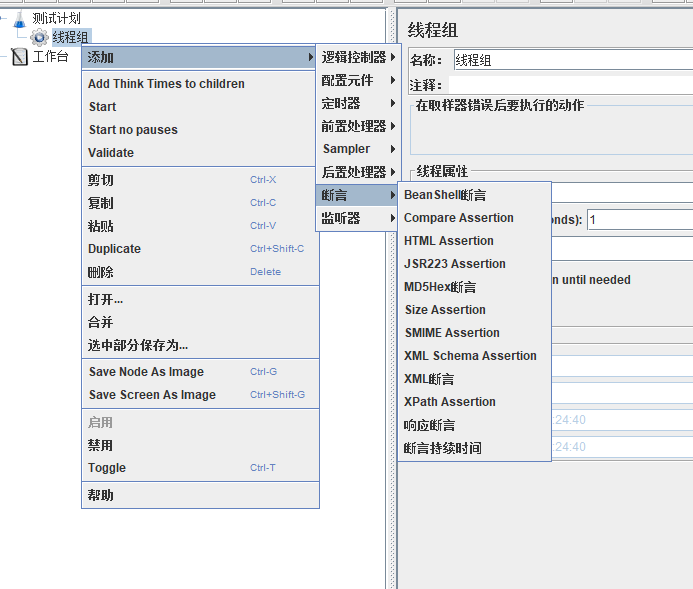 测试计划
线程组
工作台
添加
Add Think Times to children
Start
Start no pauses
Validate
剪切 Ctrl-X
复制 Ctrl-C
粘贴 Ctrl-V
Duplicate Ctrl+Shift-C
删除 Delete
打开...
合并
选中部分保存为...
Save Node As Image Ctrl-G
Save Screen As Image Ctrl+Shift-G
启用
禁用
Toggle Ctrl-T
帮助
逻辑控制器
配置元件
定时器
前置处理器
Sampler
后置处理器
断言
监听器
BeanShell断言
Compare Assertion
HTML Assertion
JSR223 Assertion
MD5Hex断言
Size Assertion
SMIME Assertion
XML Schema Assertion
XML断言
XPath Assertion
响应断言
断言持续时间
线程组
名称： 线程组
注释：
在取样器错误后要执行的动作
线程属性
nds): 1
n until needed
:24:40
:24:40